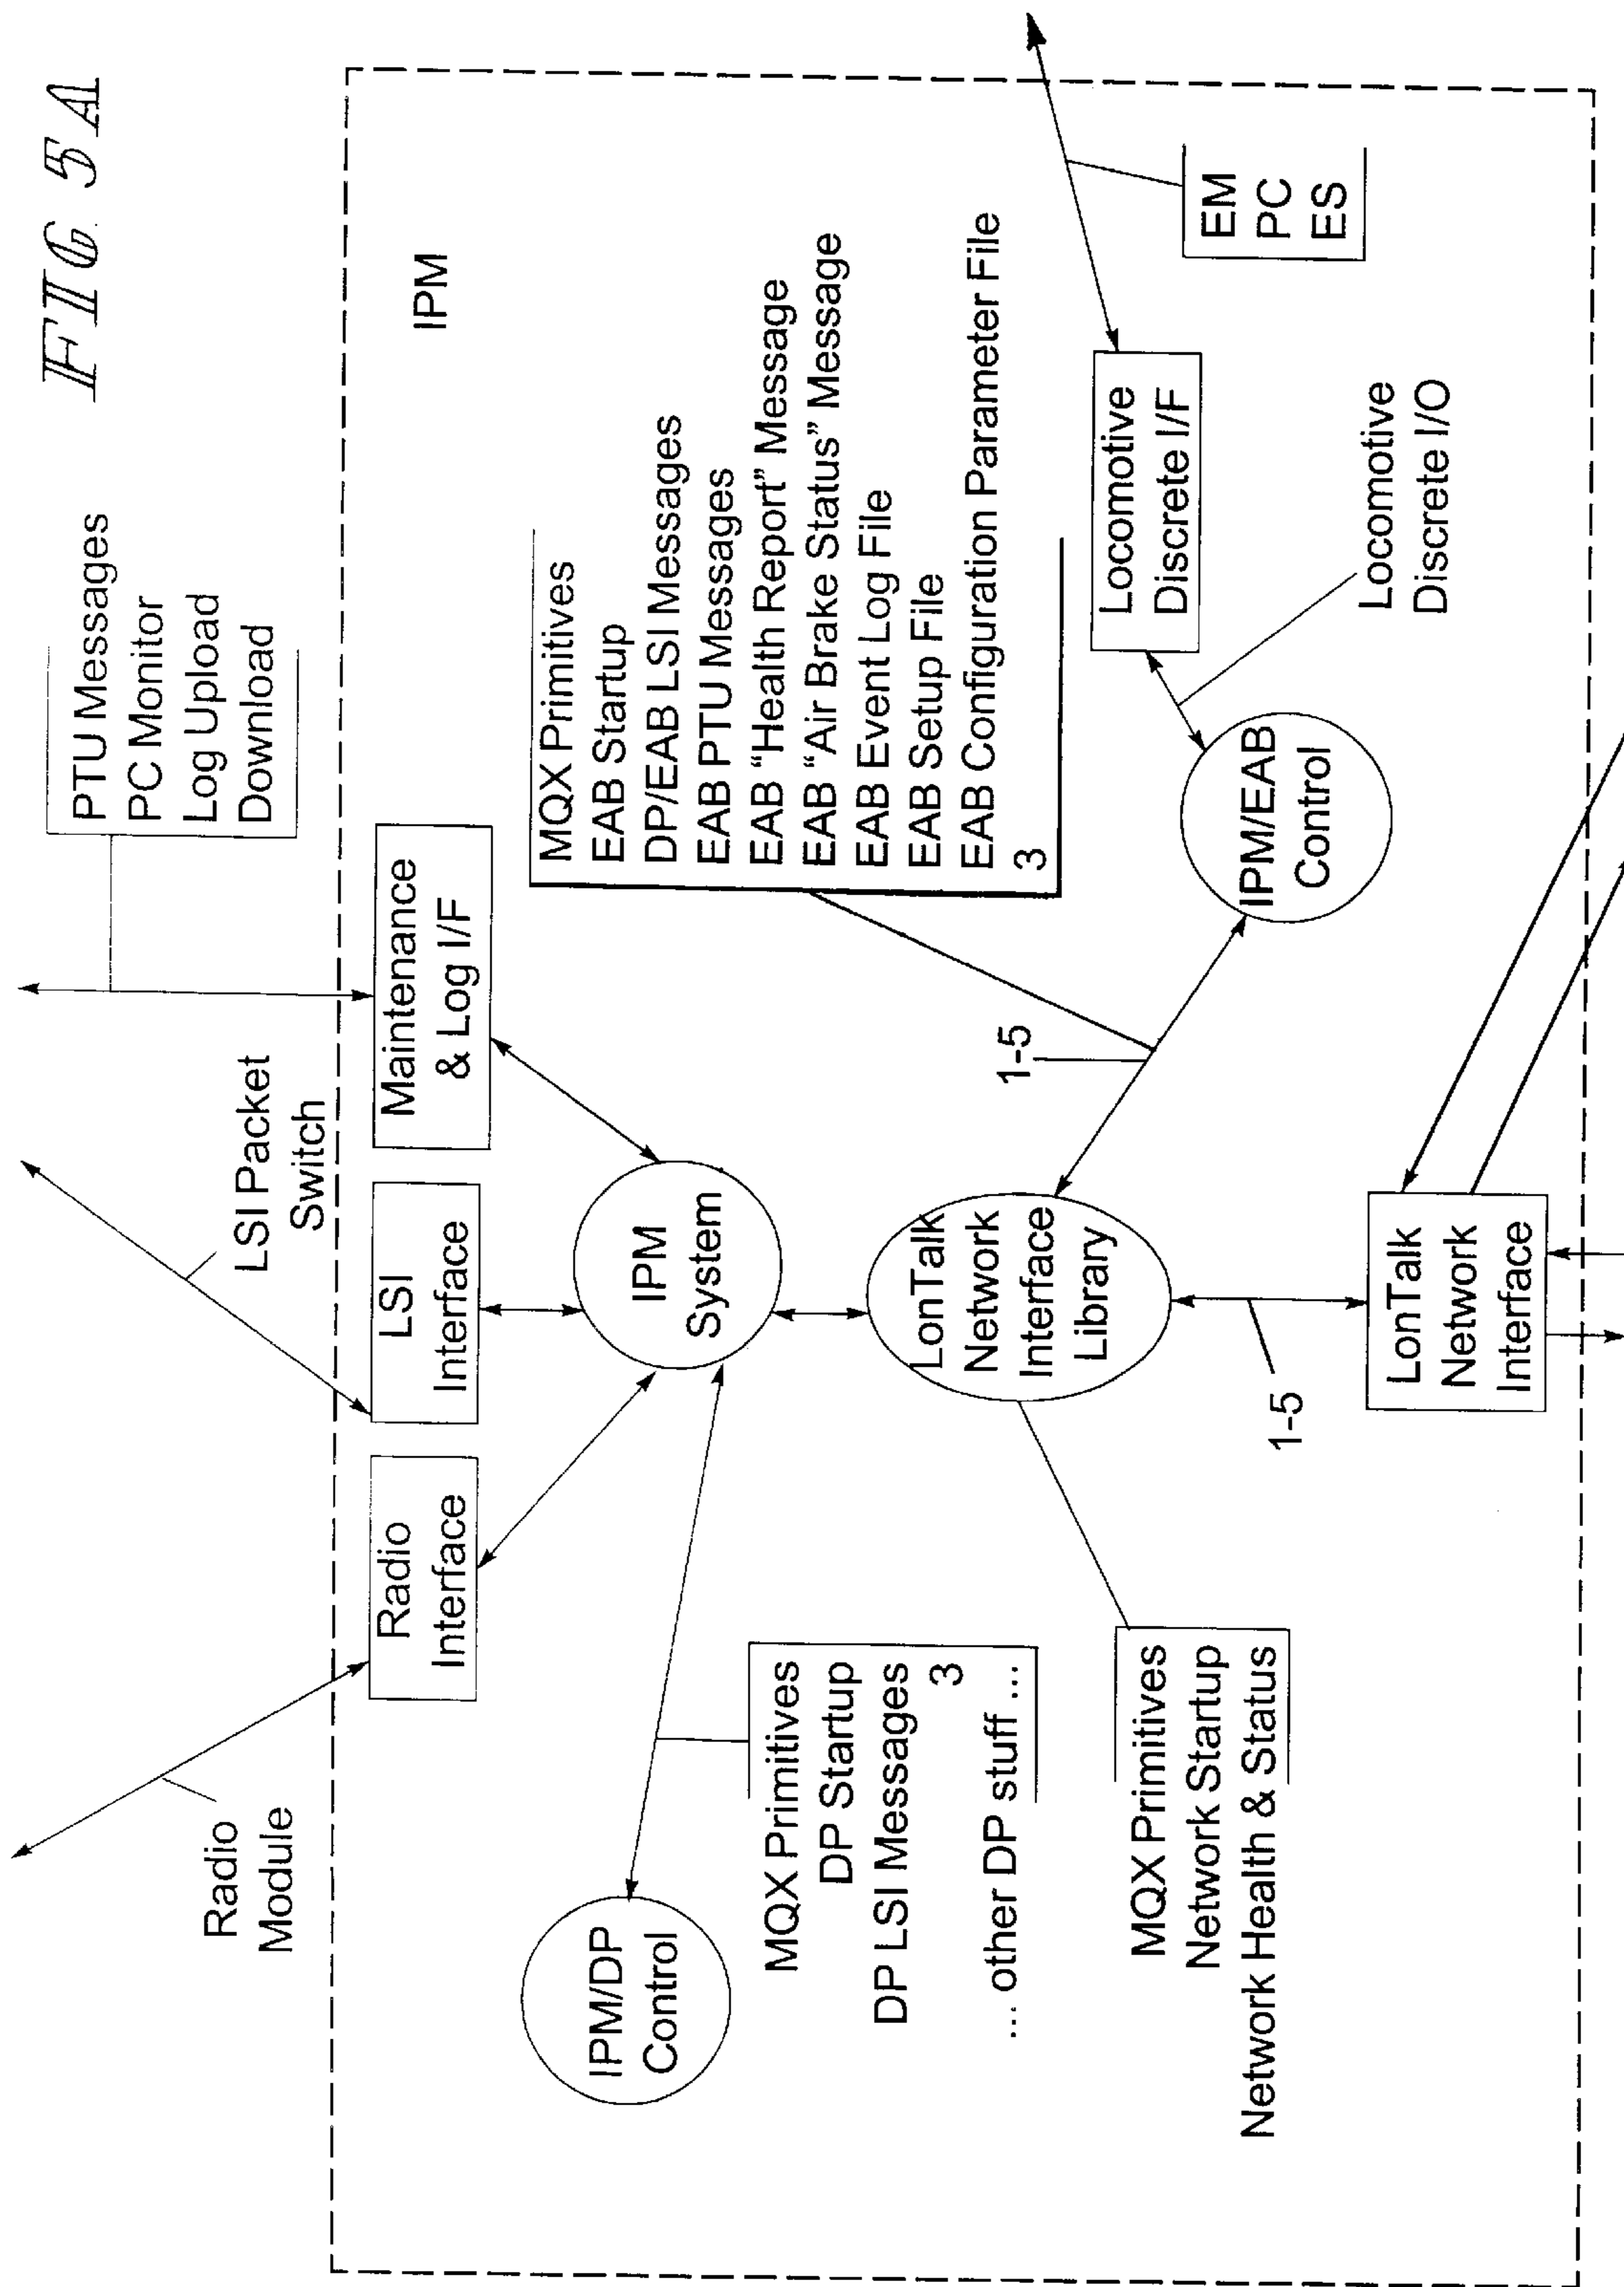 FIG 5A
PTU Messages
PC Monitor
Log Upload
Download
LSI Packet
Switch
Radio
Module
IPM
Radio
Interface
LSI
Interface
Maintenance
& Log I/F
IPM/DP
Control
IPM
System
MQX Primitives
EAB Startup
DP/EAB LSI Messages
EAB PTU Messages
EAB “Health Report” Message
EAB “Air Brake Status” Message
EAB Event Log File
EAB Setup File
EAB Configuration Parameter File
3
MQX Primitives
DP Startup
DP LSI Messages
3
... other DP stuff ...
LonTalk
Network
Interface
Library
1-5
IPM/EAB
Control
Locomotive
Discrete I/F
EM
PC
ES
Locomotive
Discrete I/O
MQX Primitives
Network Startup
Network Health & Status
1-5
LonTalk
Network
Interface